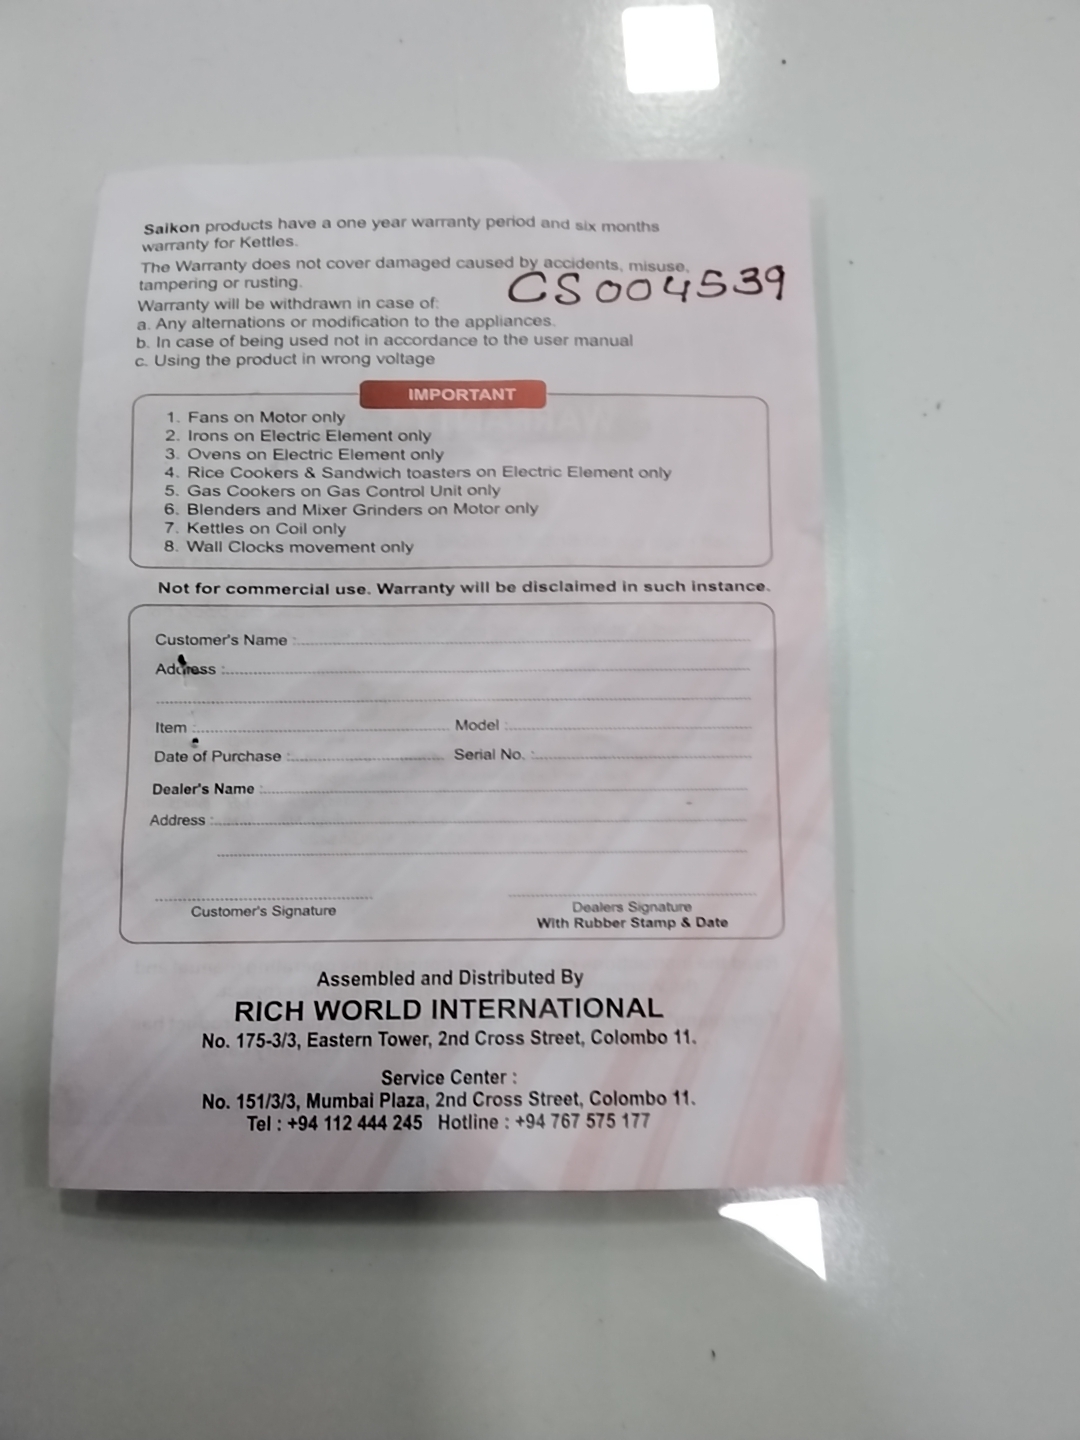 Saikon products have a one year warranty period and six months
warranty for Kettles.
The Warranty does not cover damaged caused by accidents, misuse,
tampering or rusting.
CS004539
Warranty will be withdrawn in case of:
a. Any alternations or modification to the appliances.
b. In case of being used not in accordance to the user manual
c. Using the product in wrong voltage
IMPORTANT
1. Fans on Motor only
2. Irons on Electric Element only
3. Ovens on Electric Element only
4. Rice Cookers & Sandwich toasters on Electric Element only
5. Gas Cookers on Gas Control Unit only
6. Blenders and Mixer Grinders on Motor only
7. Kettles on Coil only
8. Wall Clocks movement only
Not for commercial use. Warranty will be disclaimed in such instance.
Customer's Name :
Address :
Item : Model :
Date of Purchase : Serial No. :
Dealer's Name :
Address :
Customer's Signature Dealers Signature
With Rubber Stamp & Date
Assembled and Distributed By
RICH WORLD INTERNATIONAL
No. 175-3/3, Eastern Tower, 2nd Cross Street, Colombo 11.
Service Center :
No. 151/3/3, Mumbai Plaza, 2nd Cross Street, Colombo 11.
Tel : +94 112 444 245 Hotline : +94 767 575 177